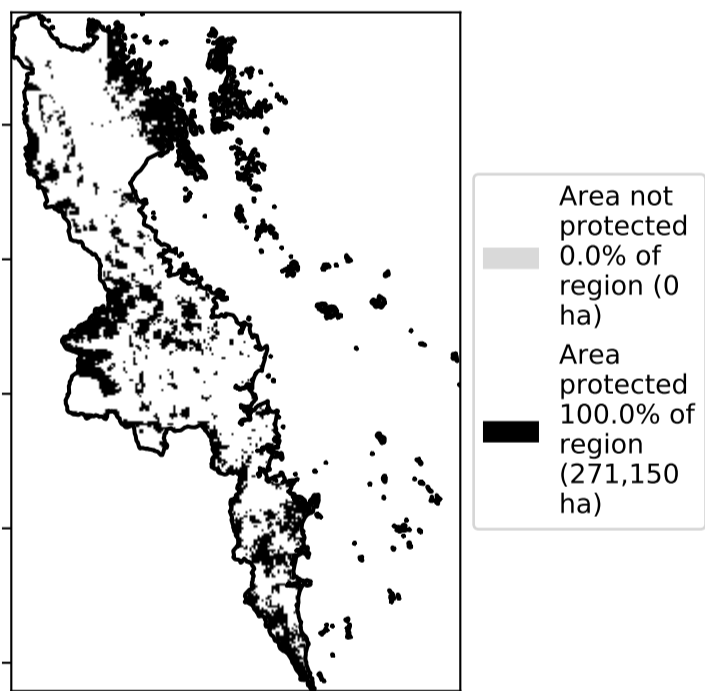 Area not
protected
0.0% of
region (0
ha)
Area
protected
100.0% of
region
(271,150
ha)